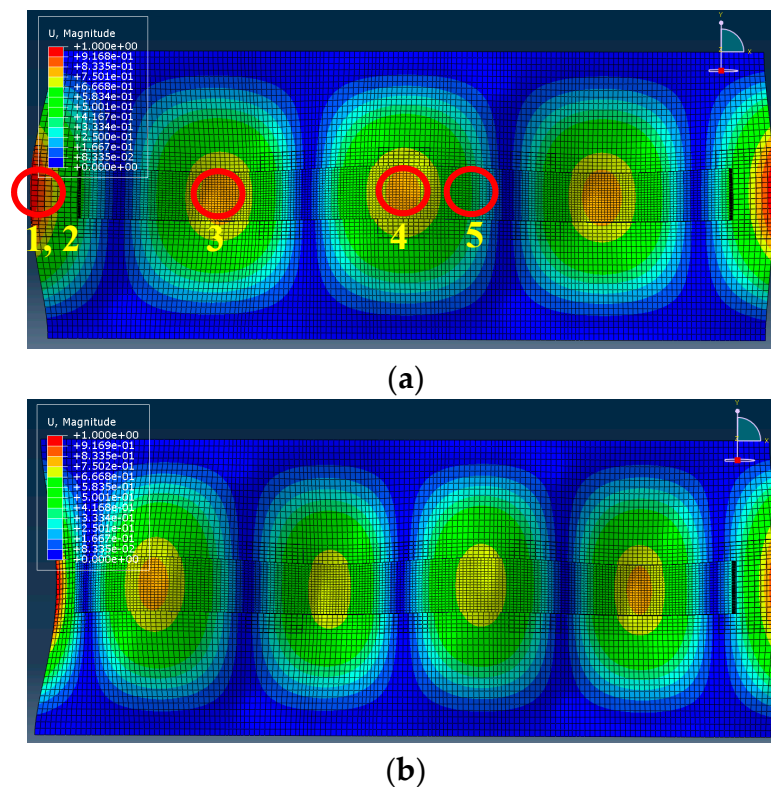 U, Magnitude
+1.000e+00
+9.168e-01
+8.335e-01
+7.501e-01
+6.668e-01
+5.834e-01
+5.001e-01
+4.167e-01
+3.334e-01
+2.500e-01
+1.667e-01
+8.335e-02
+0.000e+00
Y
X
Z
1, 2
3
4
5
(a)
U, Magnitude
+1.000e+00
+9.169e-01
+8.335e-01
+7.502e-01
+6.668e-01
+5.835e-01
+5.001e-01
+4.168e-01
+3.334e-01
+2.501e-01
+1.667e-01
+8.335e-02
+0.000e+00
Y
X
Z
(b)